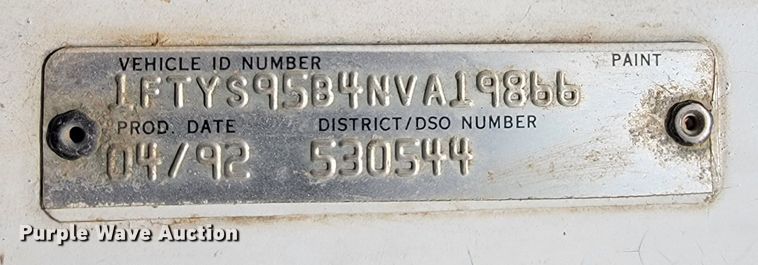 VEHICLE ID NUMBER PAINT
1FTYS95B4NVA19866
PROD. DATE DISTRICT/DSO NUMBER
04/92 530544
Purple Wave Auction